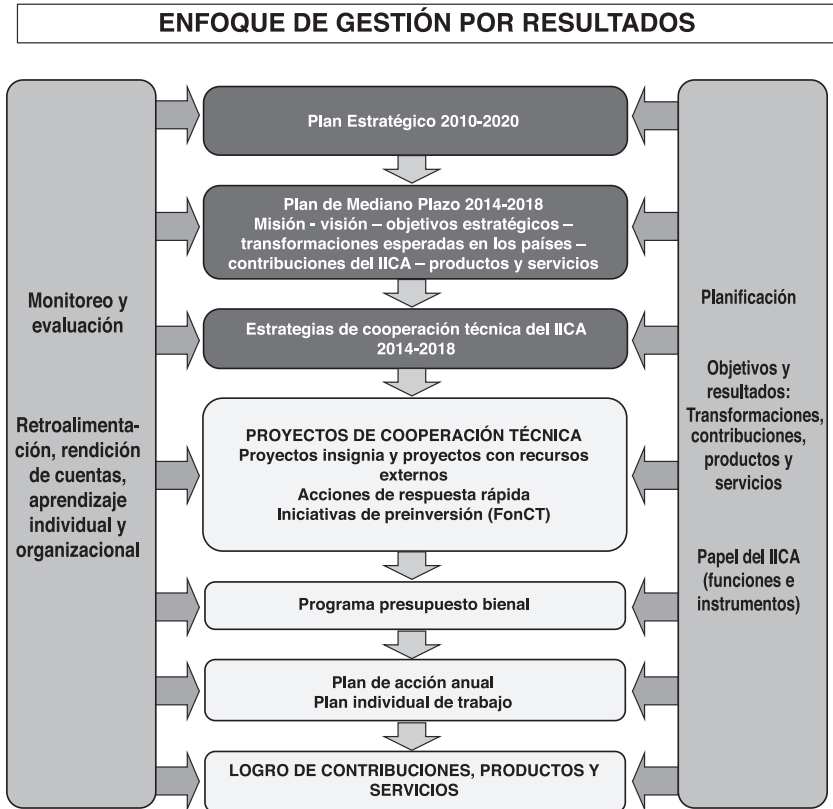 ENFOQUE DE GESTIÓN POR RESULTADOS
Monitoreo y
evaluación
Retroalimenta-
ción, rendición
de cuentas,
aprendizaje
individual y
organizacional
Plan Estratégico 2010-2020
Plan de Mediano Plazo 2014-2018
Misión - visión – objetivos estratégicos –
transformaciones esperadas en los países –
contribuciones del IICA – productos y servicios
Estrategias de cooperación técnica del IICA
2014-2018
PROYECTOS DE COOPERACIÓN TÉCNICA
Proyectos insignia y proyectos con recursos
externos
Acciones de respuesta rápida
Iniciativas de preinversión (FonCT)
Programa presupuesto bienal
Plan de acción anual
Plan individual de trabajo
LOGRO DE CONTRIBUCIONES, PRODUCTOS Y
SERVICIOS
Planificación
Objetivos y
resultados:
Transformaciones,
contribuciones,
productos y
servicios
Papel del IICA
(funciones e
instrumentos)